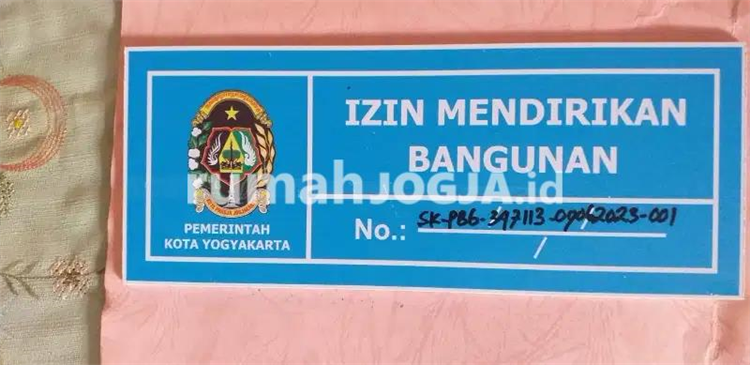 IZIN MENDIRIKAN
BANGUNAN
rumahJOGJA.id
PEMERINTAH
KOTA YOGYAKARTA
No.: SK-PBG-347113-09062023-001